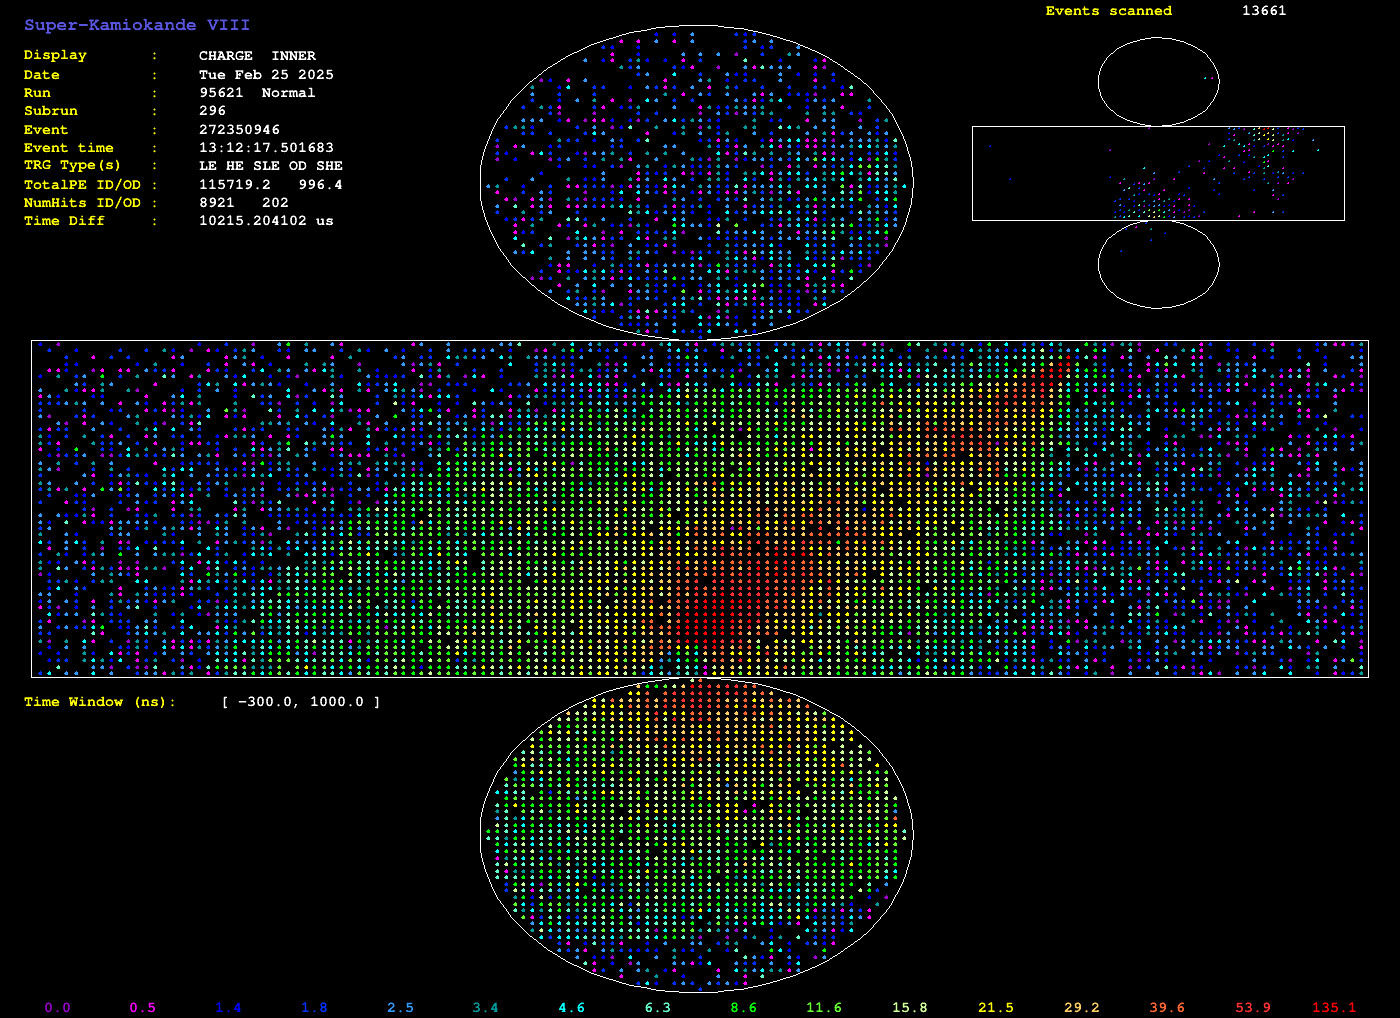 Super-Kamiokande VIII
Events scanned 13661
Display : CHARGE INNER
Date : Tue Feb 25 2025
Run : 95621 Normal
Subrun : 296
Event : 272350946
Event time : 13:12:17.501683
TRG Type(s) : LE HE SLE OD SHE
TotalPE ID/OD : 115719.2 996.4
NumHits ID/OD : 8921 202
Time Diff : 10215.204102 us
Time Window (ns): [ -300.0, 1000.0 ]
0.0 0.5 1.4 1.8 2.5 3.4 4.6 6.3 8.6 11.6 15.8 21.5 29.2 39.6 53.9 135.1